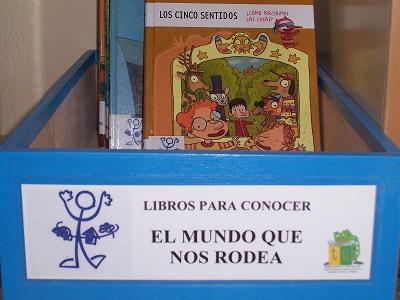 LOS CINCO SENTIDOS
¿CÓMO PERCIBIMOS
LAS COSAS?
LIBROS PARA CONOCER
EL MUNDO QUE
NOS RODEA